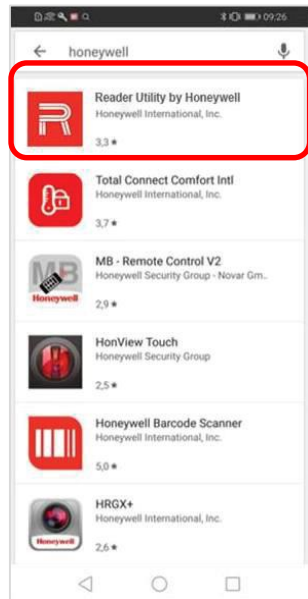 09:26
honeywell
Reader Utility by Honeywell
Honeywell International, Inc.
3,3 ★
Total Connect Comfort Intl
Honeywell International, Inc.
3,7 ★
MB - Remote Control V2
Honeywell Security Group - Novar Gm..
MB
Honeywell
2,9 ★
HonView Touch
Honeywell Security Group
2,5 ★
Honeywell Barcode Scanner
Honeywell International, Inc.
5,0 ★
HRGX+
Honeywell International, Inc.
Honeywell
2,6 ★